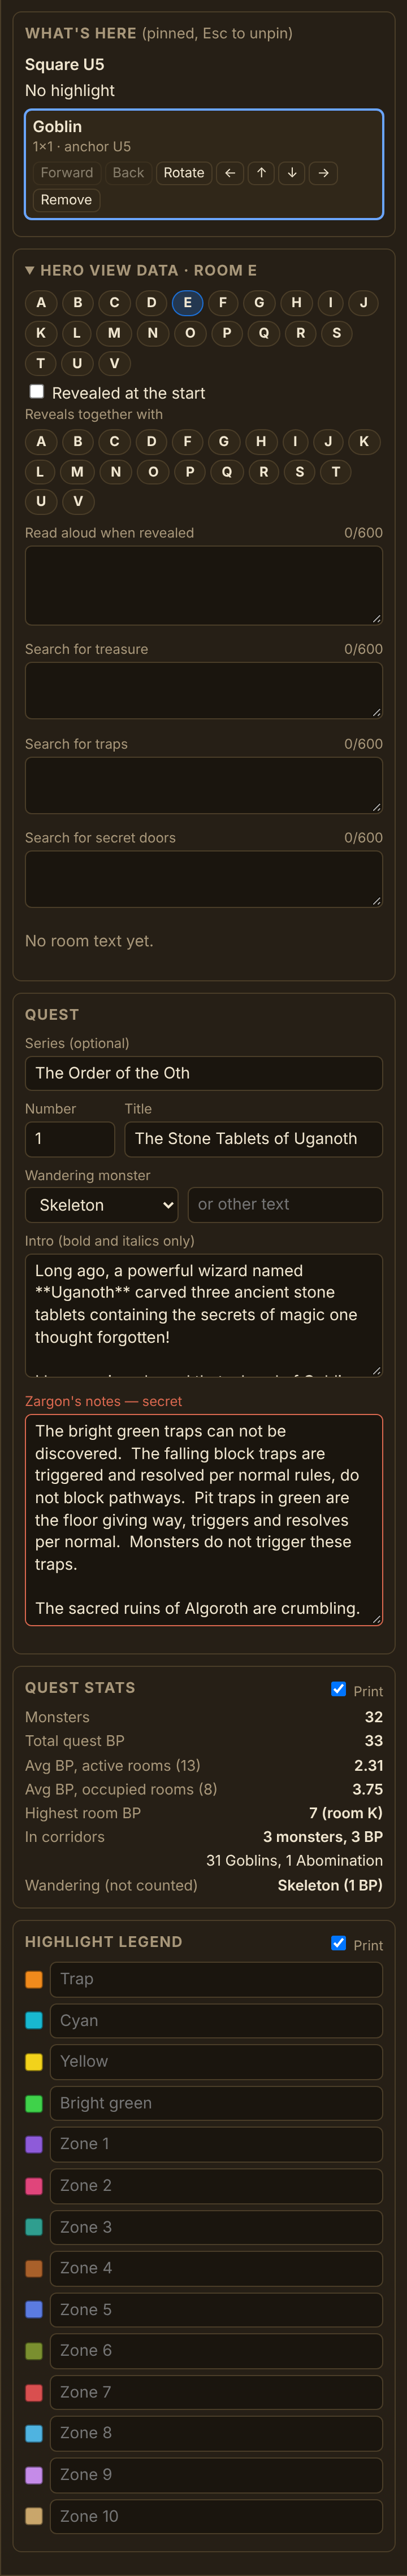 WHAT'S HERE (pinned, Esc to unpin)
Square U5
No highlight
Goblin
1×1 · anchor U5
Forward Back Rotate ← ↑ ↓ →
Remove
▼ HERO VIEW DATA · ROOM E
A B C D E F G H I J
K L M N O P Q R S
T U V
Revealed at the start
Reveals together with
A B C D F G H I J K
L M N O P Q R S T
U V
Read aloud when revealed 0/600
Search for treasure 0/600
Search for traps 0/600
Search for secret doors 0/600
No room text yet.
QUEST
Series (optional)
The Order of the Oth
Number Title
1 The Stone Tablets of Uganoth
Wandering monster
Skeleton or other text
Intro (bold and italics only)
Long ago, a powerful wizard named
**Uganoth** carved three ancient stone
tablets containing the secrets of magic one
thought forgotten!
Zargon's notes — secret
The bright green traps can not be
discovered.  The falling block traps are
triggered and resolved per normal rules, do
not block pathways.  Pit traps in green are
the floor giving way, triggers and resolves
per normal.  Monsters do not trigger these
traps.
The sacred ruins of Algoroth are crumbling.
QUEST STATS Print
Monsters 32
Total quest BP 33
Avg BP, active rooms (13) 2.31
Avg BP, occupied rooms (8) 3.75
Highest room BP 7 (room K)
In corridors 3 monsters, 3 BP
31 Goblins, 1 Abomination
Wandering (not counted) Skeleton (1 BP)
HIGHLIGHT LEGEND Print
Trap
Cyan
Yellow
Bright green
Zone 1
Zone 2
Zone 3
Zone 4
Zone 5
Zone 6
Zone 7
Zone 8
Zone 9
Zone 10